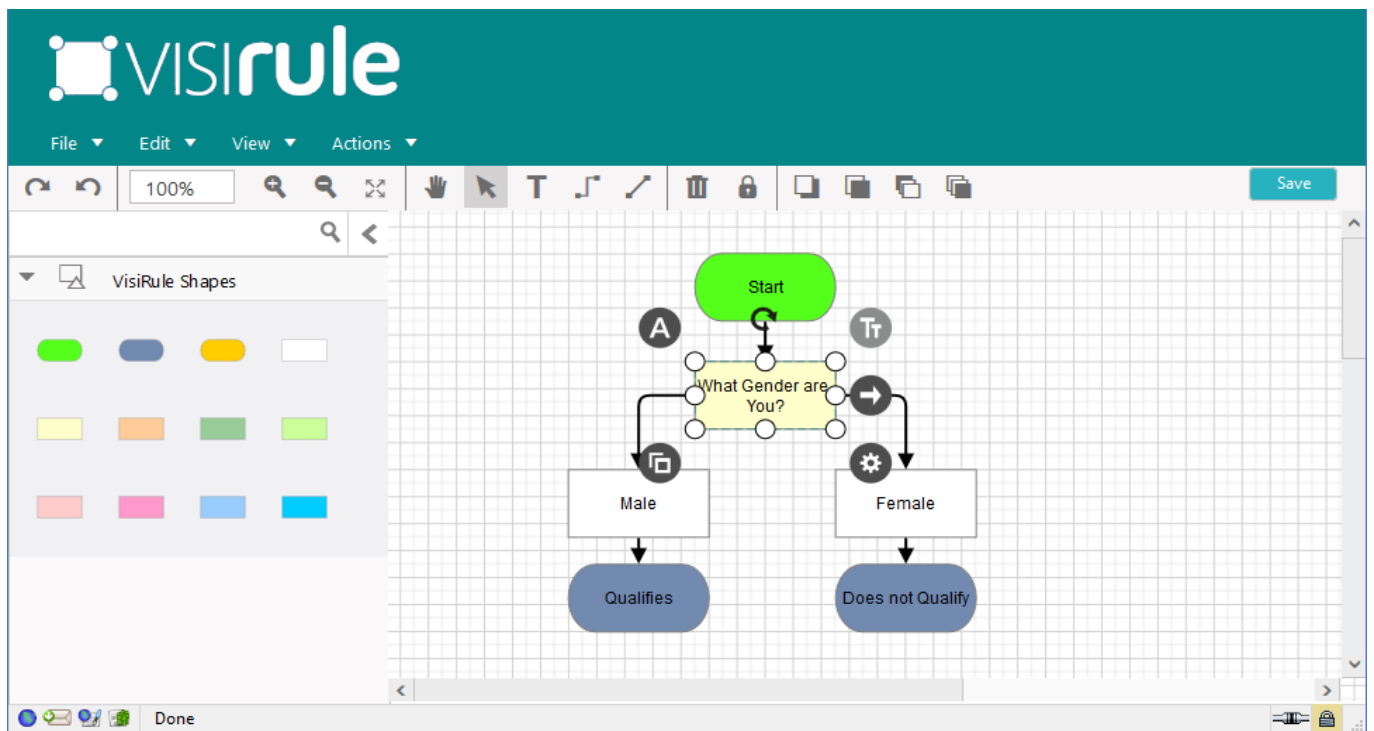 VISIrule
File Edit View Actions
100%
T
Save
VisiRule Shapes
Start
A
TT
What Gender are
You?
Male
Female
Qualifies
Does not Qualify
Done